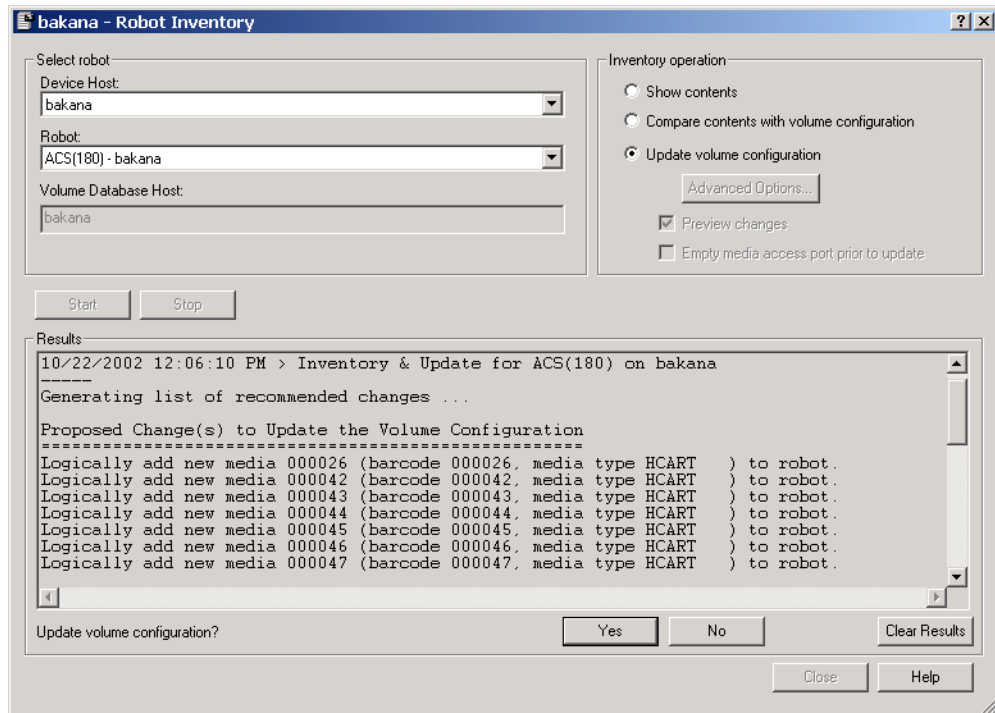 bakana - Robot Inventory
Select robot
Device Host:
bakana
Robot:
ACS(180) - bakana
Volume Database Host:
bakana
Inventory operation
Show contents
Compare contents with volume configuration
Update volume configuration
Advanced Options...
Preview changes
Empty media access port prior to update
Start
Stop
Results
10/22/2002 12:06:10 PM > Inventory & Update for ACS(180) on bakana
-----
Generating list of recommended changes ...
Proposed Change(s) to Update the Volume Configuration
=====================================================
Logically add new media 000026 (barcode 000026, media type HCART   ) to robot.
Logically add new media 000042 (barcode 000042, media type HCART   ) to robot.
Logically add new media 000043 (barcode 000043, media type HCART   ) to robot.
Logically add new media 000044 (barcode 000044, media type HCART   ) to robot.
Logically add new media 000045 (barcode 000045, media type HCART   ) to robot.
Logically add new media 000046 (barcode 000046, media type HCART   ) to robot.
Logically add new media 000047 (barcode 000047, media type HCART   ) to robot.
Update volume configuration?
Yes
No
Clear Results
Close
Help